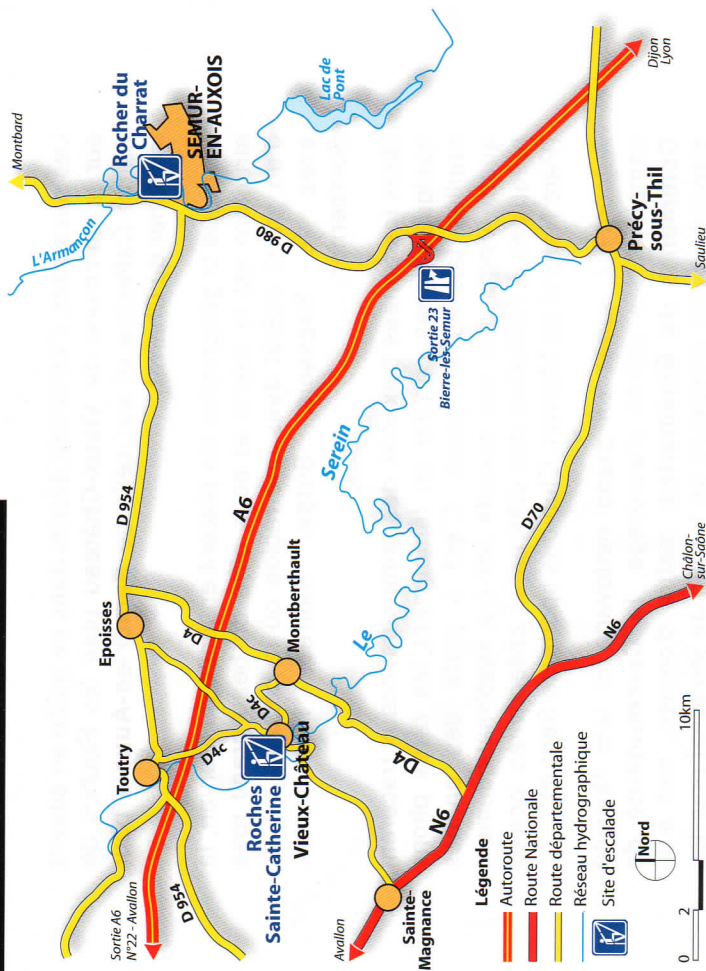 Montbard
L'Armançon
Rocher du
Charrat
SEMUR-
EN-AUXOIS
Lac de
Pont
Dijon
Lyon
D 980
Sortie 23
Bierre-les-Semur
Précy-
sous-Thil
Saulieu
D 954
A6
Serein
Le
D70
Epoisses
D4
Montberthault
D4c
Toutry
D4c
Roches
Sainte-Catherine
Vieux-Château
D4
N6
N6
Châlon-
sur-Saône
Sortie A6
N°22 - Avallon
D 954
Avallon
Sainte-
Magnance
Légende
Autoroute
Route Nationale
Route départementale
Réseau hydrographique
Site d'escalade
Nord
0
2
10km